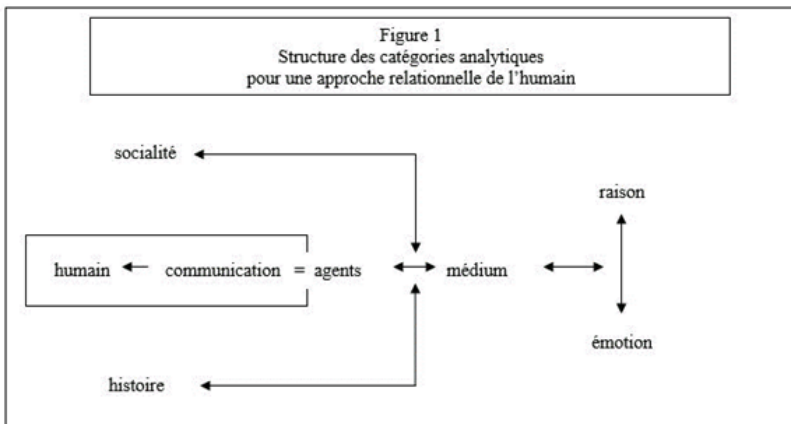 Figure 1
Structure des catégories analytiques
pour une approche relationnelle de l’humain
socialité
raison
humain communication = agents médium
émotion
histoire